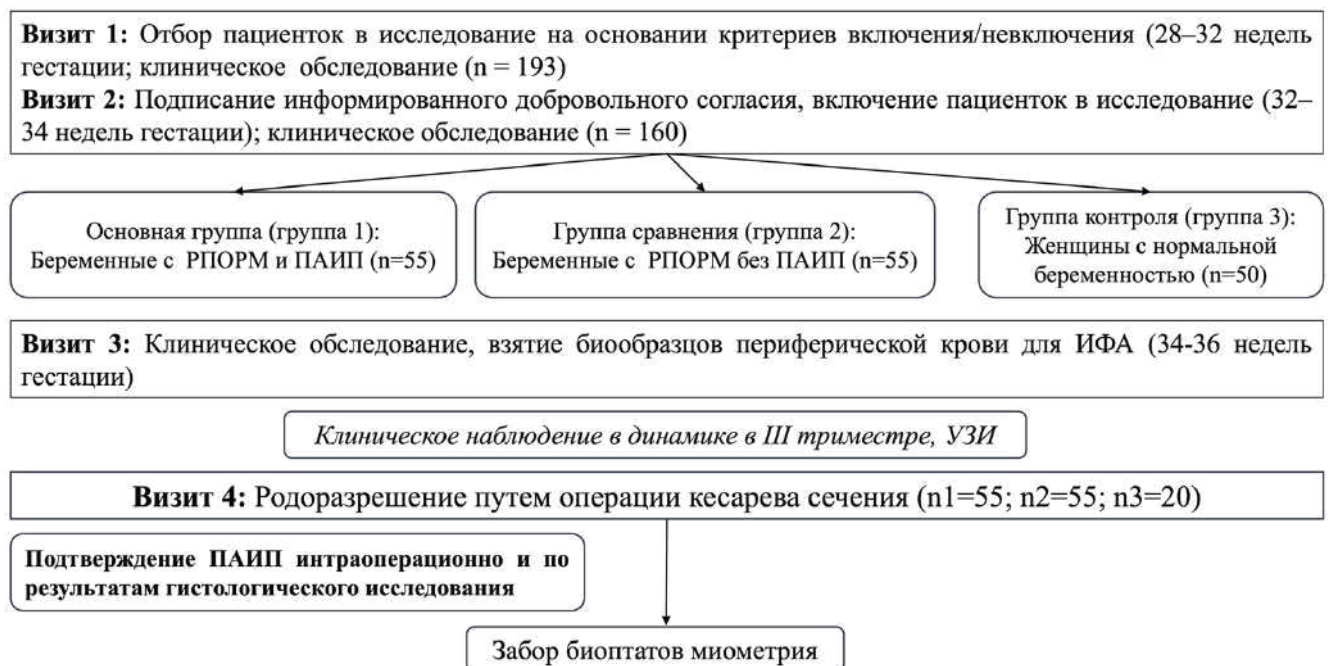 Визит 1: Отбор пациенток в исследование на основании критериев включения/невключения (28–32 недель
гестации; клиническое обследование (n = 193)
Визит 2: Подписание информированного добровольного согласия, включение пациенток в исследование (32–
34 недель гестации); клиническое обследование (n = 160)
Основная группа (группа 1):
Беременные с РПОРМ и ПАИП (n=55)
Группа сравнения (группа 2):
Беременные с РПОРМ без ПАИП (n=55)
Группа контроля (группа 3):
Женщины с нормальной
беременностью (n=50)
Визит 3: Клиническое обследование, взятие биообразцов периферической крови для ИФА (34-36 недель
гестации)
Клиническое наблюдение в динамике в III триместре, УЗИ
Визит 4: Родоразрешение путем операции кесарева сечения (n1=55; n2=55; n3=20)
Подтверждение ПАИП интраоперационно и по
результатам гистологического исследования
Забор биоптатов миометрия